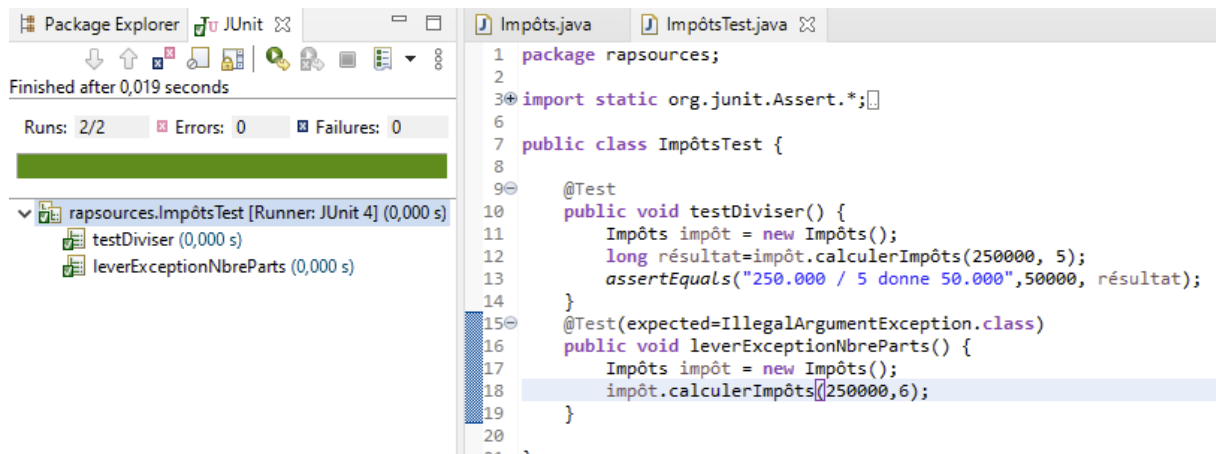 Package Explorer JUnit
Finished after 0,019 seconds
Runs: 2/2 Errors: 0 Failures: 0
rapsources.ImpôtsTest [Runner: JUnit 4] (0,000 s)
testDiviser (0,000 s)
leverExceptionNbreParts (0,000 s)
Impôts.java ImpôtsTest.java
1 package rapsources;
2
3 import static org.junit.Assert.*;
6
7 public class ImpôtsTest {
8
9 @Test
10 public void testDiviser() {
11 Impôts impôt = new Impôts();
12 long résultat=impôt.calculerImpôts(250000, 5);
13 assertEquals("250.000 / 5 donne 50.000",50000, résultat);
14 }
15 @Test(expected=IllegalArgumentException.class)
16 public void leverExceptionNbreParts() {
17 Impôts impôt = new Impôts();
18 impôt.calculerImpôts(250000,6);
19 }
20